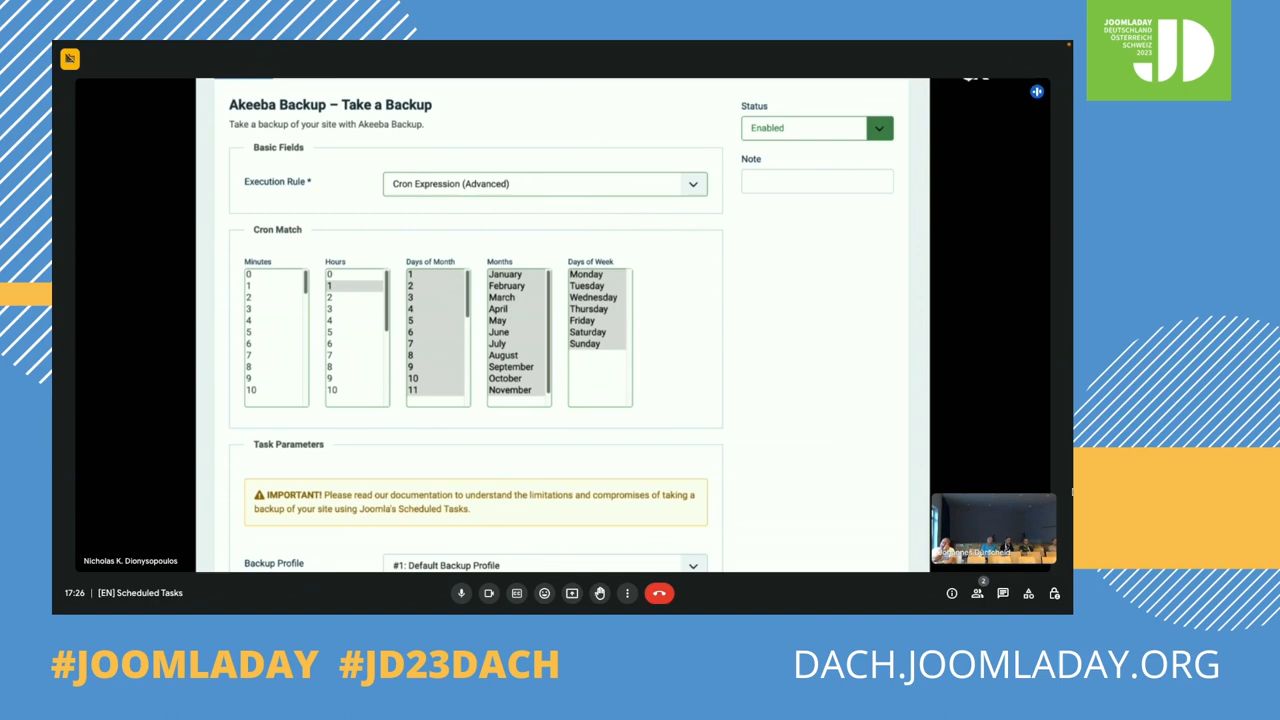 JOOMLADAY
DEUTSCHLAND
ÖSTERREICH
SCHWEIZ
2023
JD
Akeeba Backup – Take a Backup
Take a backup of your site with Akeeba Backup.
Status
Enabled
Note
Basic Fields
Execution Rule *
Cron Expression (Advanced)
Cron Match
Minutes
0
1
2
3
4
5
6
7
8
9
10
Hours
0
1
2
3
4
5
6
7
8
9
10
Days of Month
1
2
3
4
5
6
7
8
9
10
11
Months
January
February
March
April
May
June
July
August
September
October
November
Days of Week
Monday
Tuesday
Wednesday
Thursday
Friday
Saturday
Sunday
Task Parameters
IMPORTANT! Please read our documentation to understand the limitations and compromises of taking a
backup of your site using Joomla's Scheduled Tasks.
Backup Profile
#1: Default Backup Profile
Nicholas K. Dionysopoulos
Johannes Dürscheid
17:26 | [EN] Scheduled Tasks
2
#JOOMLADAY #JD23DACH
DACH.JOOMLADAY.ORG